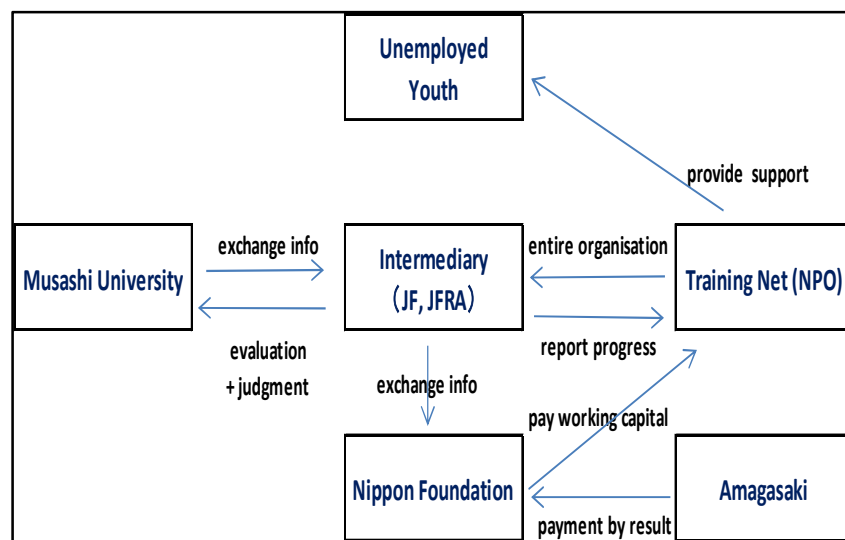 Unemployed
Youth
provide support
Musashi University
exchange info
Intermediary
(JF, JFRA)
entire organisation
Training Net (NPO)
evaluation
+ judgment
exchange info
report progress
pay working capital
Nippon Foundation
payment by result
Amagasaki